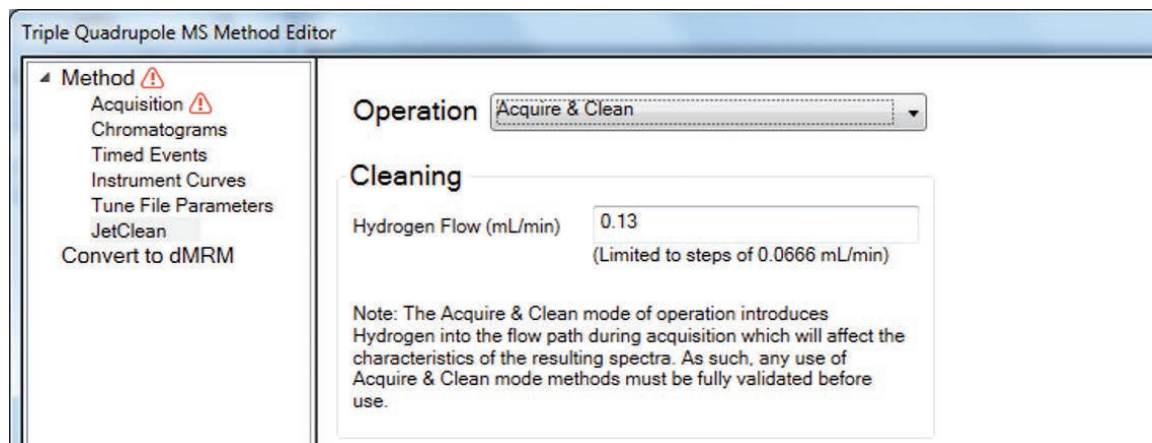 Triple Quadrupole MS Method Editor
Method
Acquisition
Chromatograms
Timed Events
Instrument Curves
Tune File Parameters
JetClean
Convert to dMRM
Operation Acquire & Clean
Cleaning
Hydrogen Flow (mL/min) 0.13
(Limited to steps of 0.0666 mL/min)
Note: The Acquire & Clean mode of operation introduces
Hydrogen into the flow path during acquisition which will affect the
characteristics of the resulting spectra. As such, any use of
Acquire & Clean mode methods must be fully validated before
use.